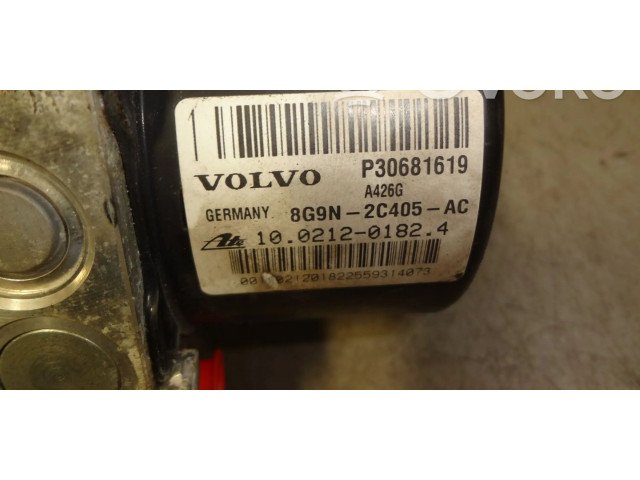 1
VOLVO P30681619
A426G
GERMANY 8G9N-2C405-AC
Ate 10.0212-0182.4